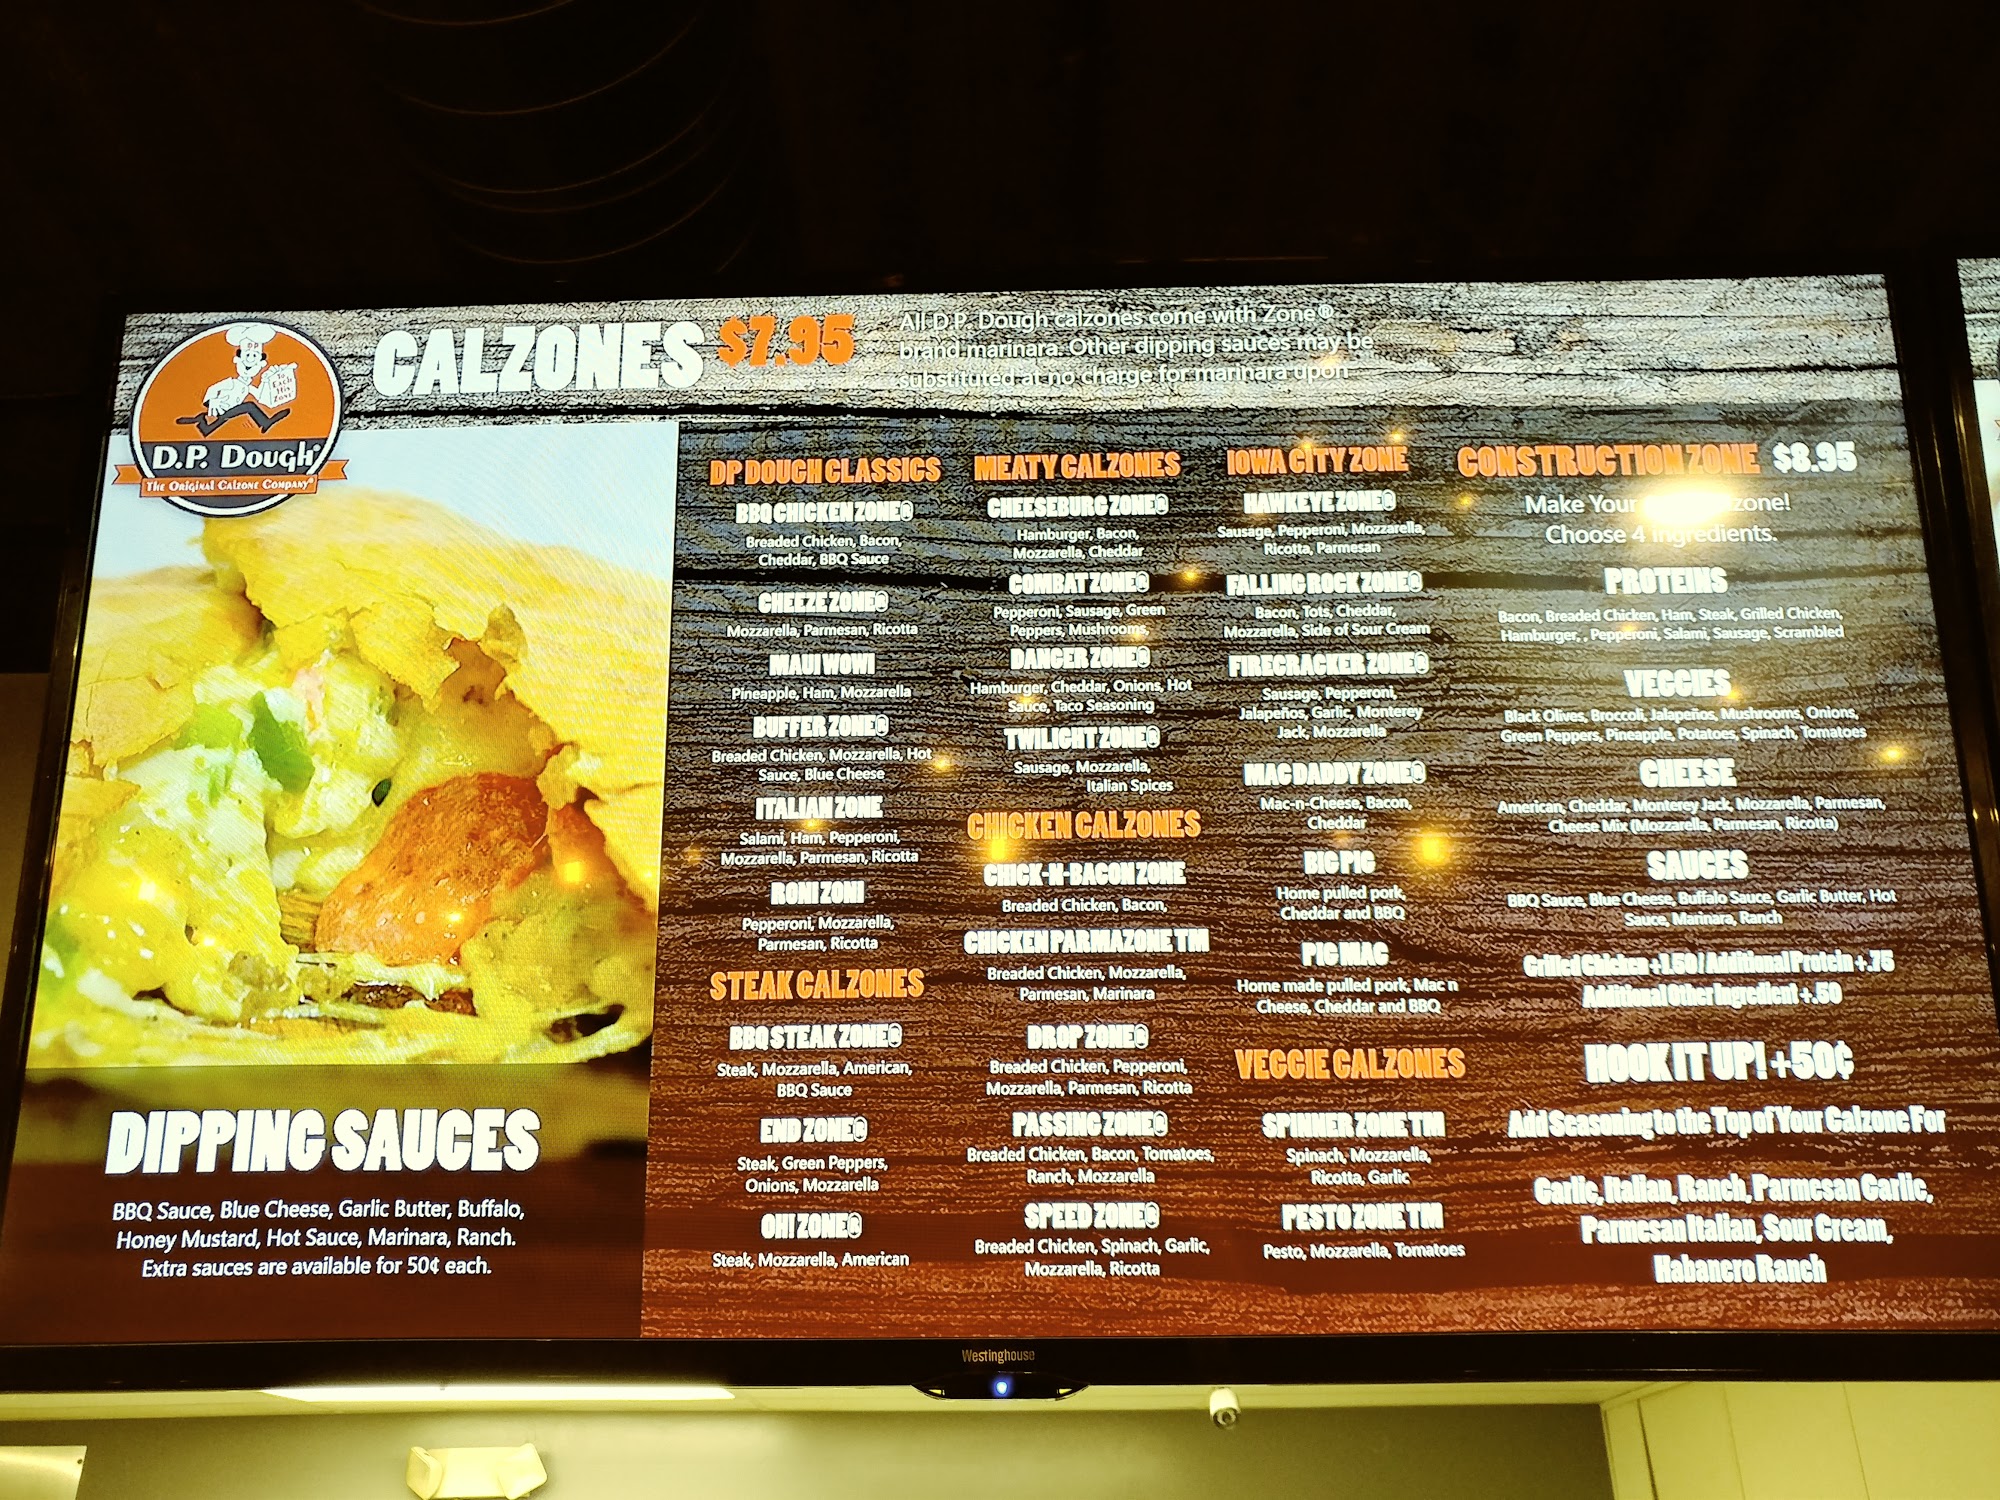 CALZONES $7.95
All D.P. Dough calzones come with Zone®
brand marinara. Other dipping sauces may be
substituted at no charge for marinara upon
D.P
To
Each
His
Zone
D.P. Dough®
The Original Calzone Company®
DIPPING SAUCES
BBQ Sauce, Blue Cheese, Garlic Butter, Buffalo,
Honey Mustard, Hot Sauce, Marinara, Ranch.
Extra sauces are available for 50¢ each.
DP DOUGH CLASSICS
BBQ CHICKEN ZONE®
Breaded Chicken, Bacon,
Cheddar, BBQ Sauce
CHEEZE ZONE®
Mozzarella, Parmesan, Ricotta
MAUI WOWI
Pineapple, Ham, Mozzarella
BUFFER ZONE®
Breaded Chicken, Mozzarella, Hot
Sauce, Blue Cheese
ITALIAN ZONE
Salami, Ham, Pepperoni,
Mozzarella, Parmesan, Ricotta
RONI ZONI
Pepperoni, Mozzarella,
Parmesan, Ricotta
STEAK CALZONES
BBQ STEAK ZONE®
Steak, Mozzarella, American,
BBQ Sauce
END ZONE®
Steak, Green Peppers,
Onions, Mozzarella
OH! ZONE®
Steak, Mozzarella, American
MEATY CALZONES
CHEESEBURG ZONE®
Hamburger, Bacon,
Mozzarella, Cheddar
COMBAT ZONE®
Pepperoni, Sausage, Green
Peppers, Mushrooms,
DANGER ZONE®
Hamburger, Cheddar, Onions, Hot
Sauce, Taco Seasoning
TWILIGHT ZONE®
Sausage, Mozzarella,
Italian Spices
CHICKEN CALZONES
CHICK-N-BACON ZONE
Breaded Chicken, Bacon,
CHICKEN PARMAZONE TM
Breaded Chicken, Mozzarella,
Parmesan, Marinara
DROP ZONE®
Breaded Chicken, Pepperoni,
Mozzarella, Parmesan, Ricotta
PASSING ZONE®
Breaded Chicken, Bacon, Tomatoes,
Ranch, Mozzarella
SPEED ZONE®
Breaded Chicken, Spinach, Garlic,
Mozzarella, Ricotta
IOWA CITY ZONE
HAWKEYE ZONE®
Sausage, Pepperoni, Mozzarella,
Ricotta, Parmesan
FALLING ROCK ZONE®
Bacon, Tots, Cheddar,
Mozzarella, Side of Sour Cream
FIRECRACKER ZONE®
Sausage, Pepperoni,
Jalapeños, Garlic, Monterey
Jack, Mozzarella
MAC DADDY ZONE®
Mac-n-Cheese, Bacon,
Cheddar
BIG PIG
Home pulled pork,
Cheddar and BBQ
PIG MAC
Home made pulled pork, Mac n
Cheese, Cheddar and BBQ
VEGGIE CALZONES
SPINNER ZONE TM
Spinach, Mozzarella,
Ricotta, Garlic
PESTO ZONE TM
Pesto, Mozzarella, Tomatoes
CONSTRUCTION ZONE $8.95
Make Your zone!
Choose 4 ingredients.
PROTEINS
Bacon, Breaded Chicken, Ham, Steak, Grilled Chicken,
Hamburger, , Pepperoni, Salami, Sausage, Scrambled
VEGGIES
Black Olives, Broccoli, Jalapeños, Mushrooms, Onions,
Green Peppers, Pineapple, Potatoes, Spinach, Tomatoes
CHEESE
American, Cheddar, Monterey Jack, Mozzarella, Parmesan,
Cheese Mix (Mozzarella, Parmesan, Ricotta)
SAUCES
BBQ Sauce, Blue Cheese, Buffalo Sauce, Garlic Butter, Hot
Sauce, Marinara, Ranch
Grilled Chicken +1.50 / Additional Protein +.75
Additional Other Ingredient +.50
HOOK IT UP! +50¢
Add Seasoning to the Top of Your Calzone For
Garlic, Italian, Ranch, Parmesan Garlic,
Parmesan Italian, Sour Cream,
Habanero Ranch
Westinghouse